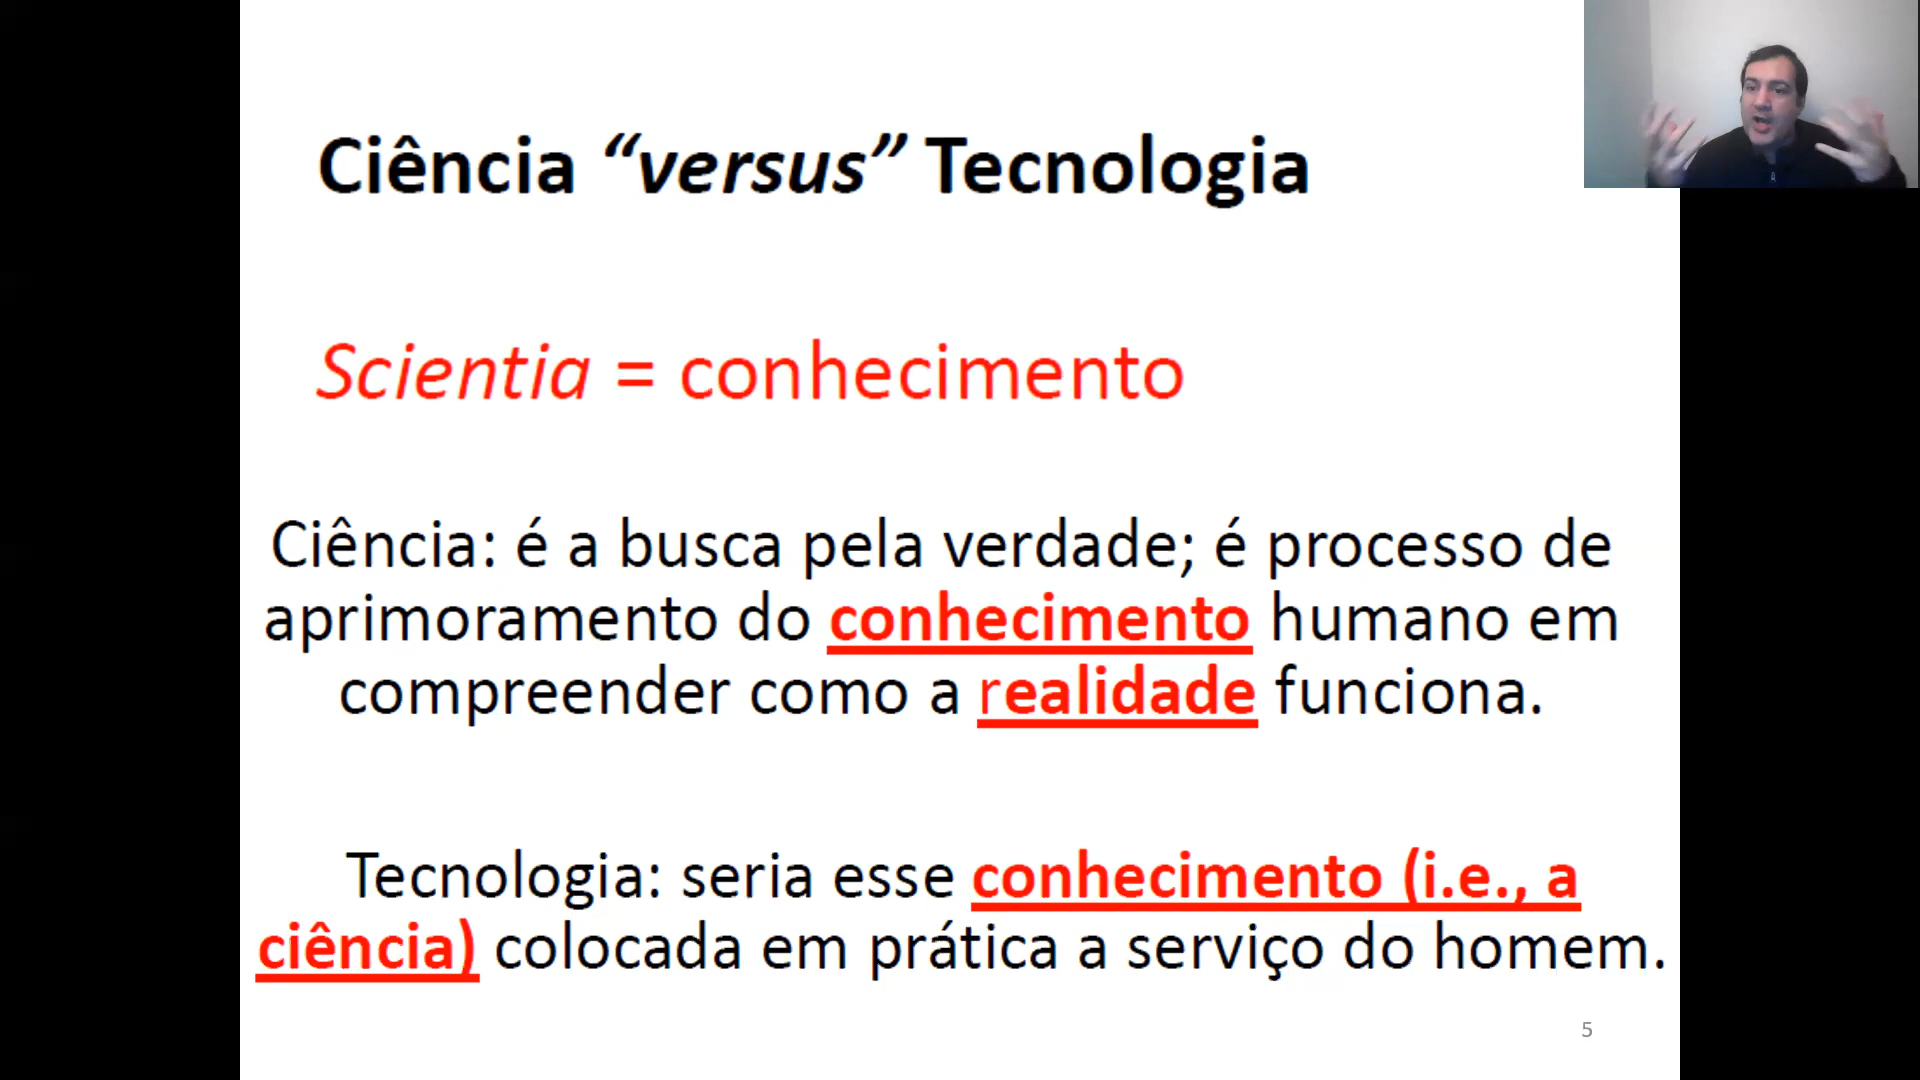 Ciência “versus” Tecnologia
Scientia = conhecimento
Ciência: é a busca pela verdade; é processo de
aprimoramento do conhecimento humano em
compreender como a realidade funciona.
Tecnologia: seria esse conhecimento (i.e., a
ciência) colocada em prática a serviço do homem.
5